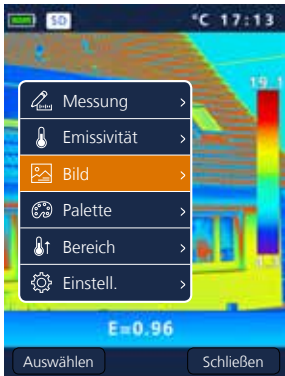 SD °C 17:13
19.1
Messung
Emissivität
Bild
Palette
Bereich
Einstell.
E=0.96
Auswählen Schließen